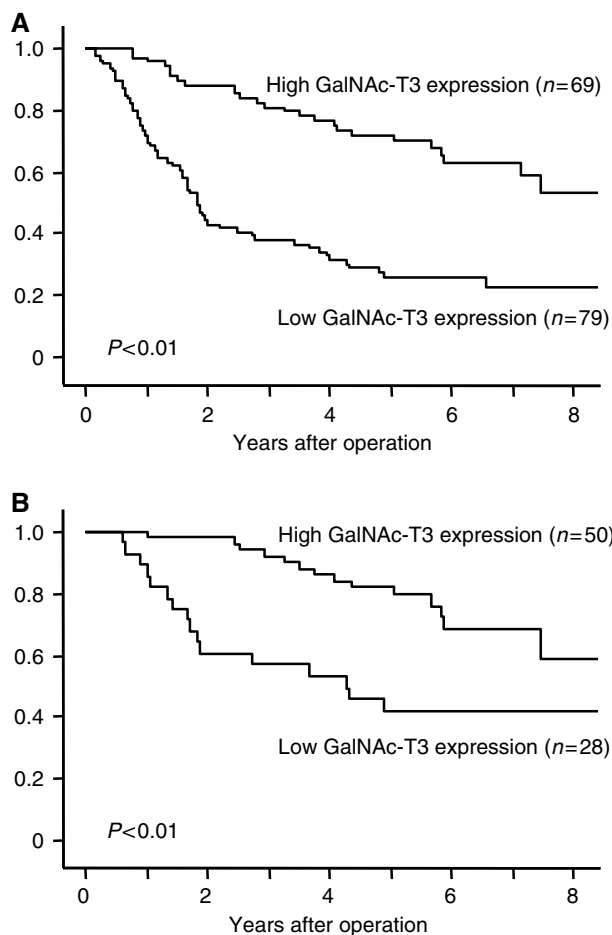 A
1.0
High GalNAc-T3 expression (n=69)
0.8
0.6
0.4
0.2
Low GalNAc-T3 expression (n=79)
0
P<0.01
0 2 4 6 8
Years after operation
B
1.0
High GalNAc-T3 expression (n=50)
0.8
0.6
0.4
Low GalNAc-T3 expression (n=28)
0.2
0
P<0.01
0 2 4 6 8
Years after operation